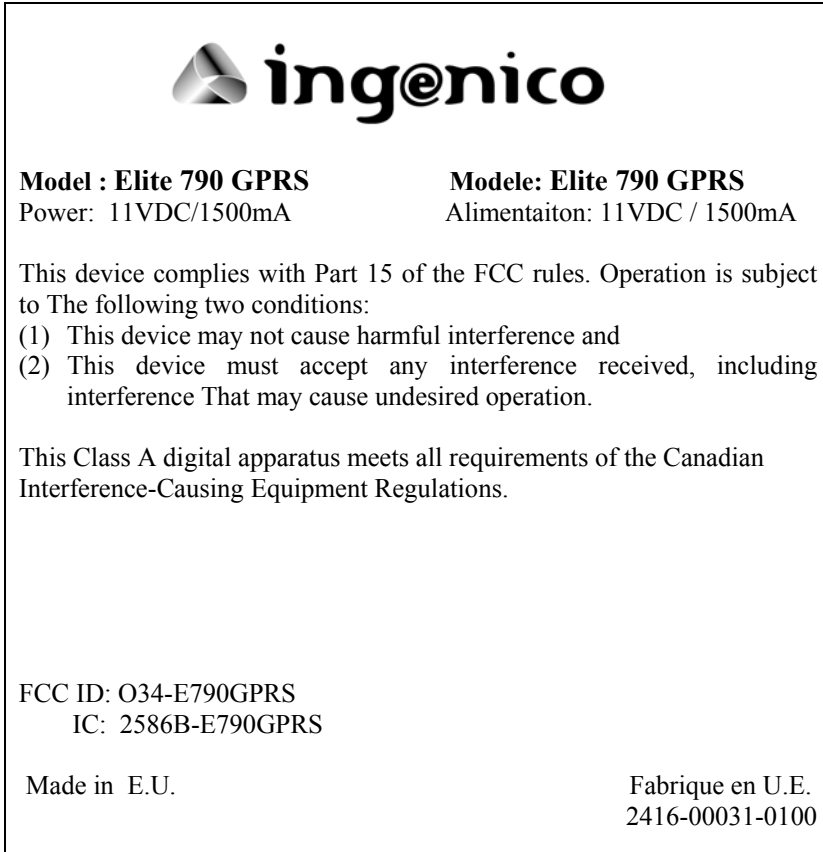 ingenico
Model : Elite 790 GPRS Modele: Elite 790 GPRS
Power: 11VDC/1500mA Alimentaiton: 11VDC / 1500mA
This device complies with Part 15 of the FCC rules. Operation is subject
to The following two conditions:
(1) This device may not cause harmful interference and
(2) This device must accept any interference received, including
interference That may cause undesired operation.
This Class A digital apparatus meets all requirements of the Canadian
Interference-Causing Equipment Regulations.
FCC ID: O34-E790GPRS
IC: 2586B-E790GPRS
Made in E.U. Fabrique en U.E.
2416-00031-0100